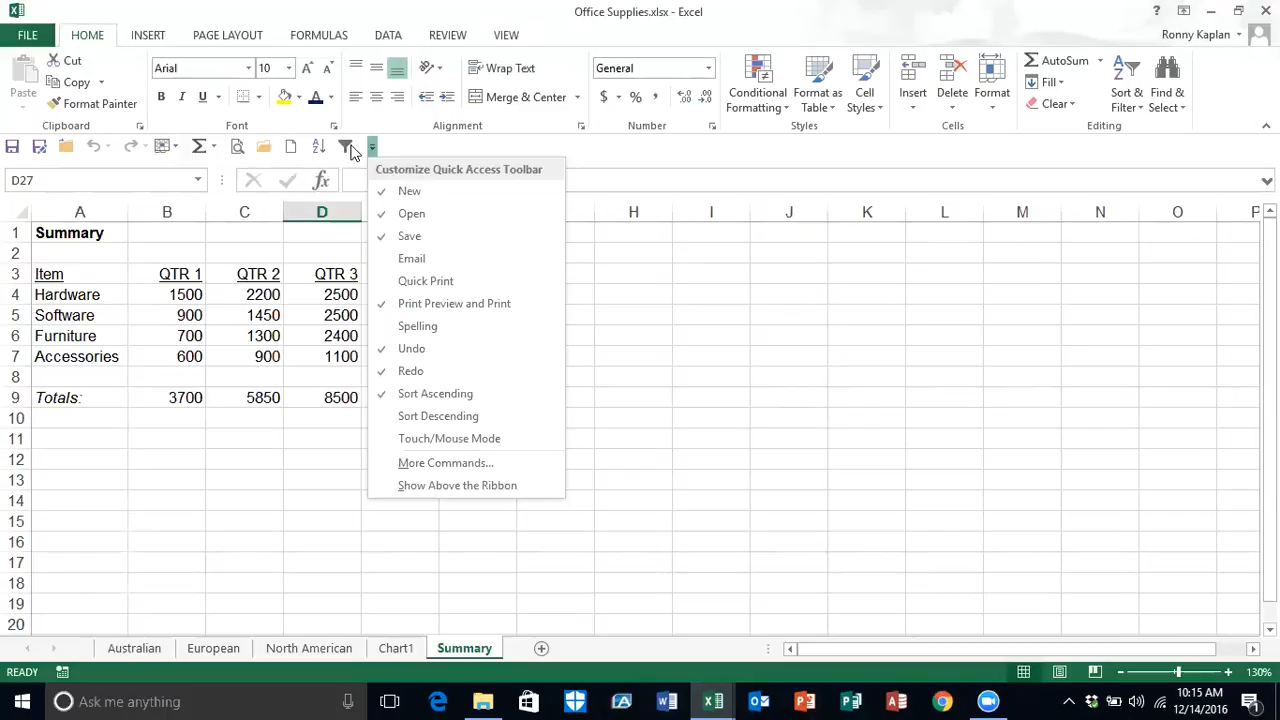 Office Supplies.xlsx - Excel
?
FILE HOME INSERT PAGE LAYOUT FORMULAS DATA REVIEW VIEW Ronny Kaplan
Paste
Cut
Copy
Format Painter
Clipboard
Arial 10
B I U
Font
Wrap Text
Merge & Center
Alignment
General
$ % ,
Number
Conditional Formatting
Format as Table
Cell Styles
Styles
Insert Delete Format
Cells
AutoSum
Fill
Clear
Sort & Filter
Find & Select
Editing
D27
fx
Customize Quick Access Toolbar
New
Open
Save
Email
Quick Print
Print Preview and Print
Spelling
Undo
Redo
Sort Ascending
Sort Descending
Touch/Mouse Mode
More Commands...
Show Above the Ribbon
A B C D H I J K L M N O P
1 Summary
2
3 Item QTR 1 QTR 2 QTR 3
4 Hardware 1500 2200 2500
5 Software 900 1450 2500
6 Furniture 700 1300 2400
7 Accessories 600 900 1100
8
9 Totals: 3700 5850 8500
10
11
12
13
14
15
16
17
18
19
20
Australian European North American Chart1 Summary
READY 130%
Ask me anything
10:15 AM
12/14/2016